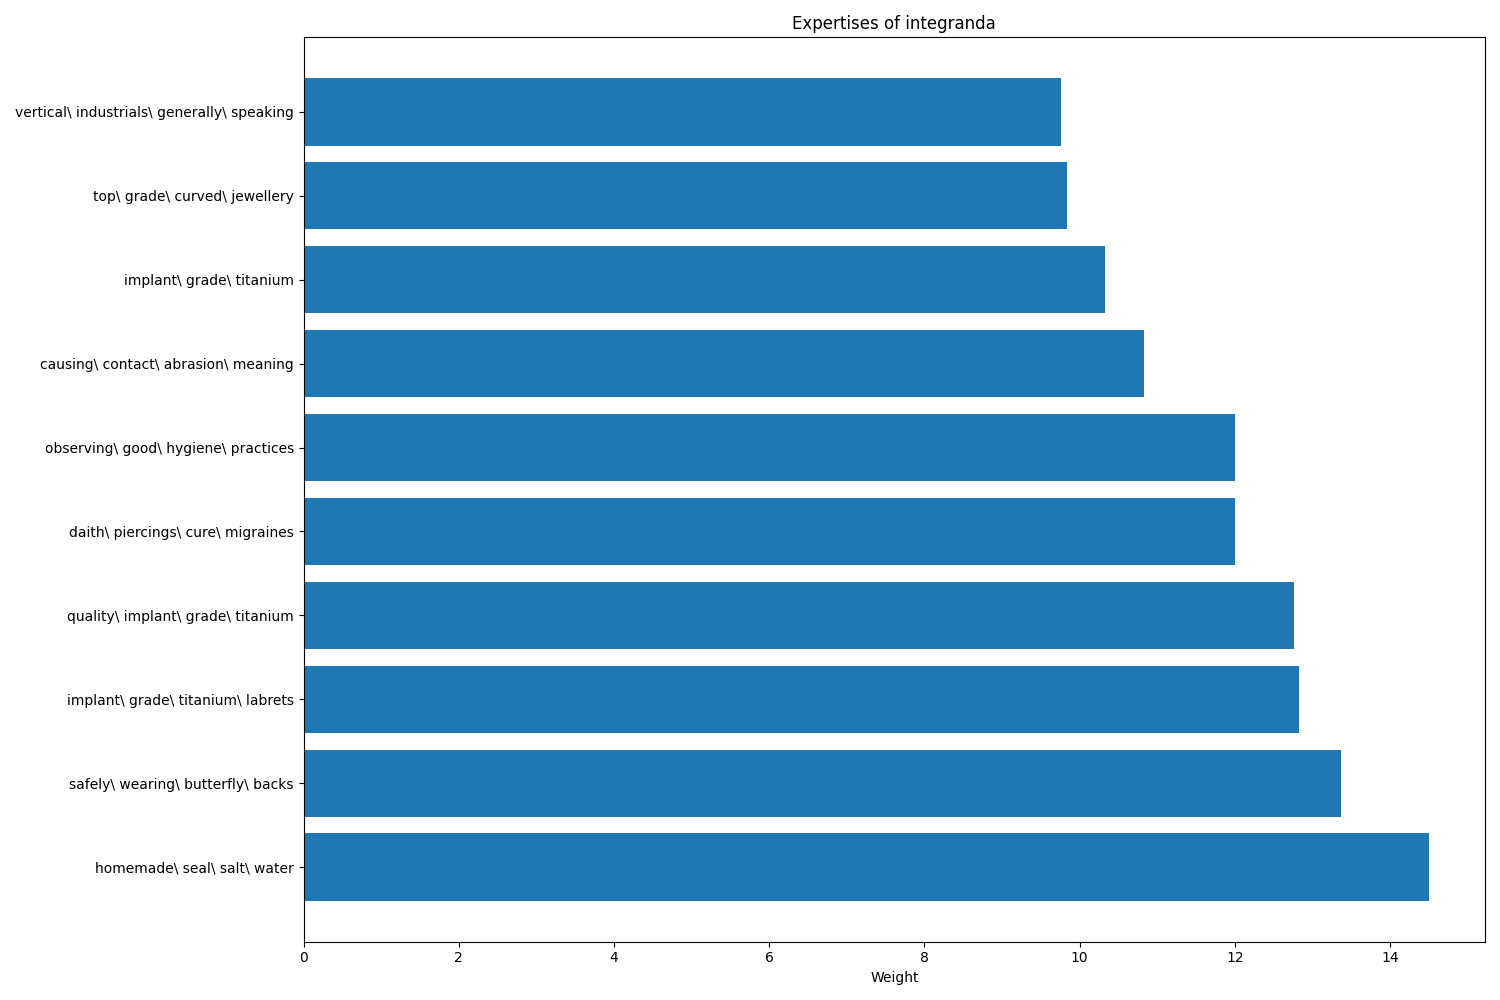 Expertises of integranda
vertical\ industrials\ generally\ speaking
top\ grade\ curved\ jewellery
implant\ grade\ titanium
causing\ contact\ abrasion\ meaning
observing\ good\ hygiene\ practices
daith\ piercings\ cure\ migraines
quality\ implant\ grade\ titanium
implant\ grade\ titanium\ labrets
safely\ wearing\ butterfly\ backs
homemade\ seal\ salt\ water
0 2 4 6 8 10 12 14
Weight